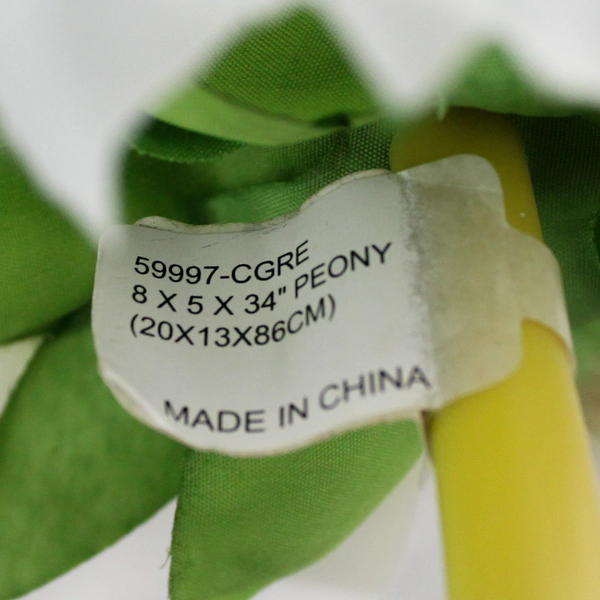 59997-CGRE
8 X 5 X 34" PEONY
(20X13X86CM)
MADE IN CHINA